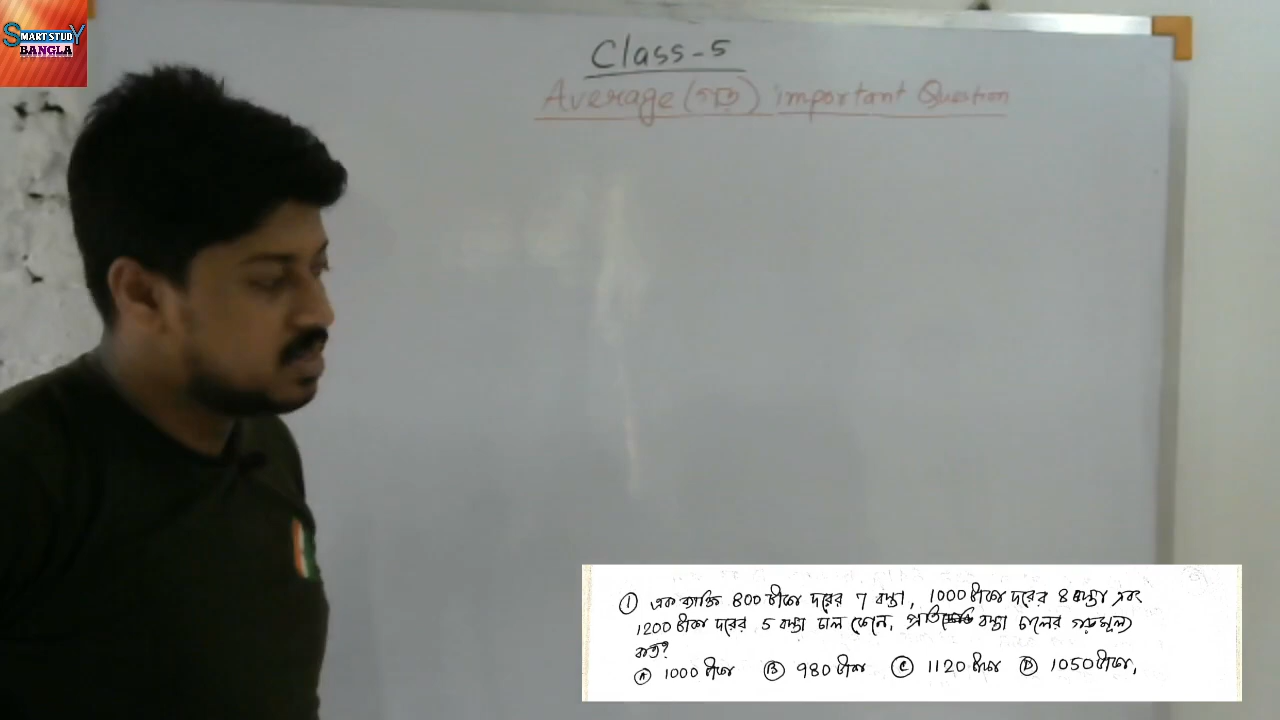 SMART STUDY
BANGLA
Class-5
Average (গড়) important Question
① এক ব্যক্তি 800 টাকা দরের 7 বস্তা, 1000 টাকা দরের 8 বস্তা এবং
1200 টাকা দরের 5 বস্তা চাল কেনে, প্রতি বস্তা চালের গড়মূল্য
কত?
Ⓐ 1000 টাকা Ⓑ 980 টাকা Ⓒ 1120 টাকা Ⓓ 1050 টাকা,